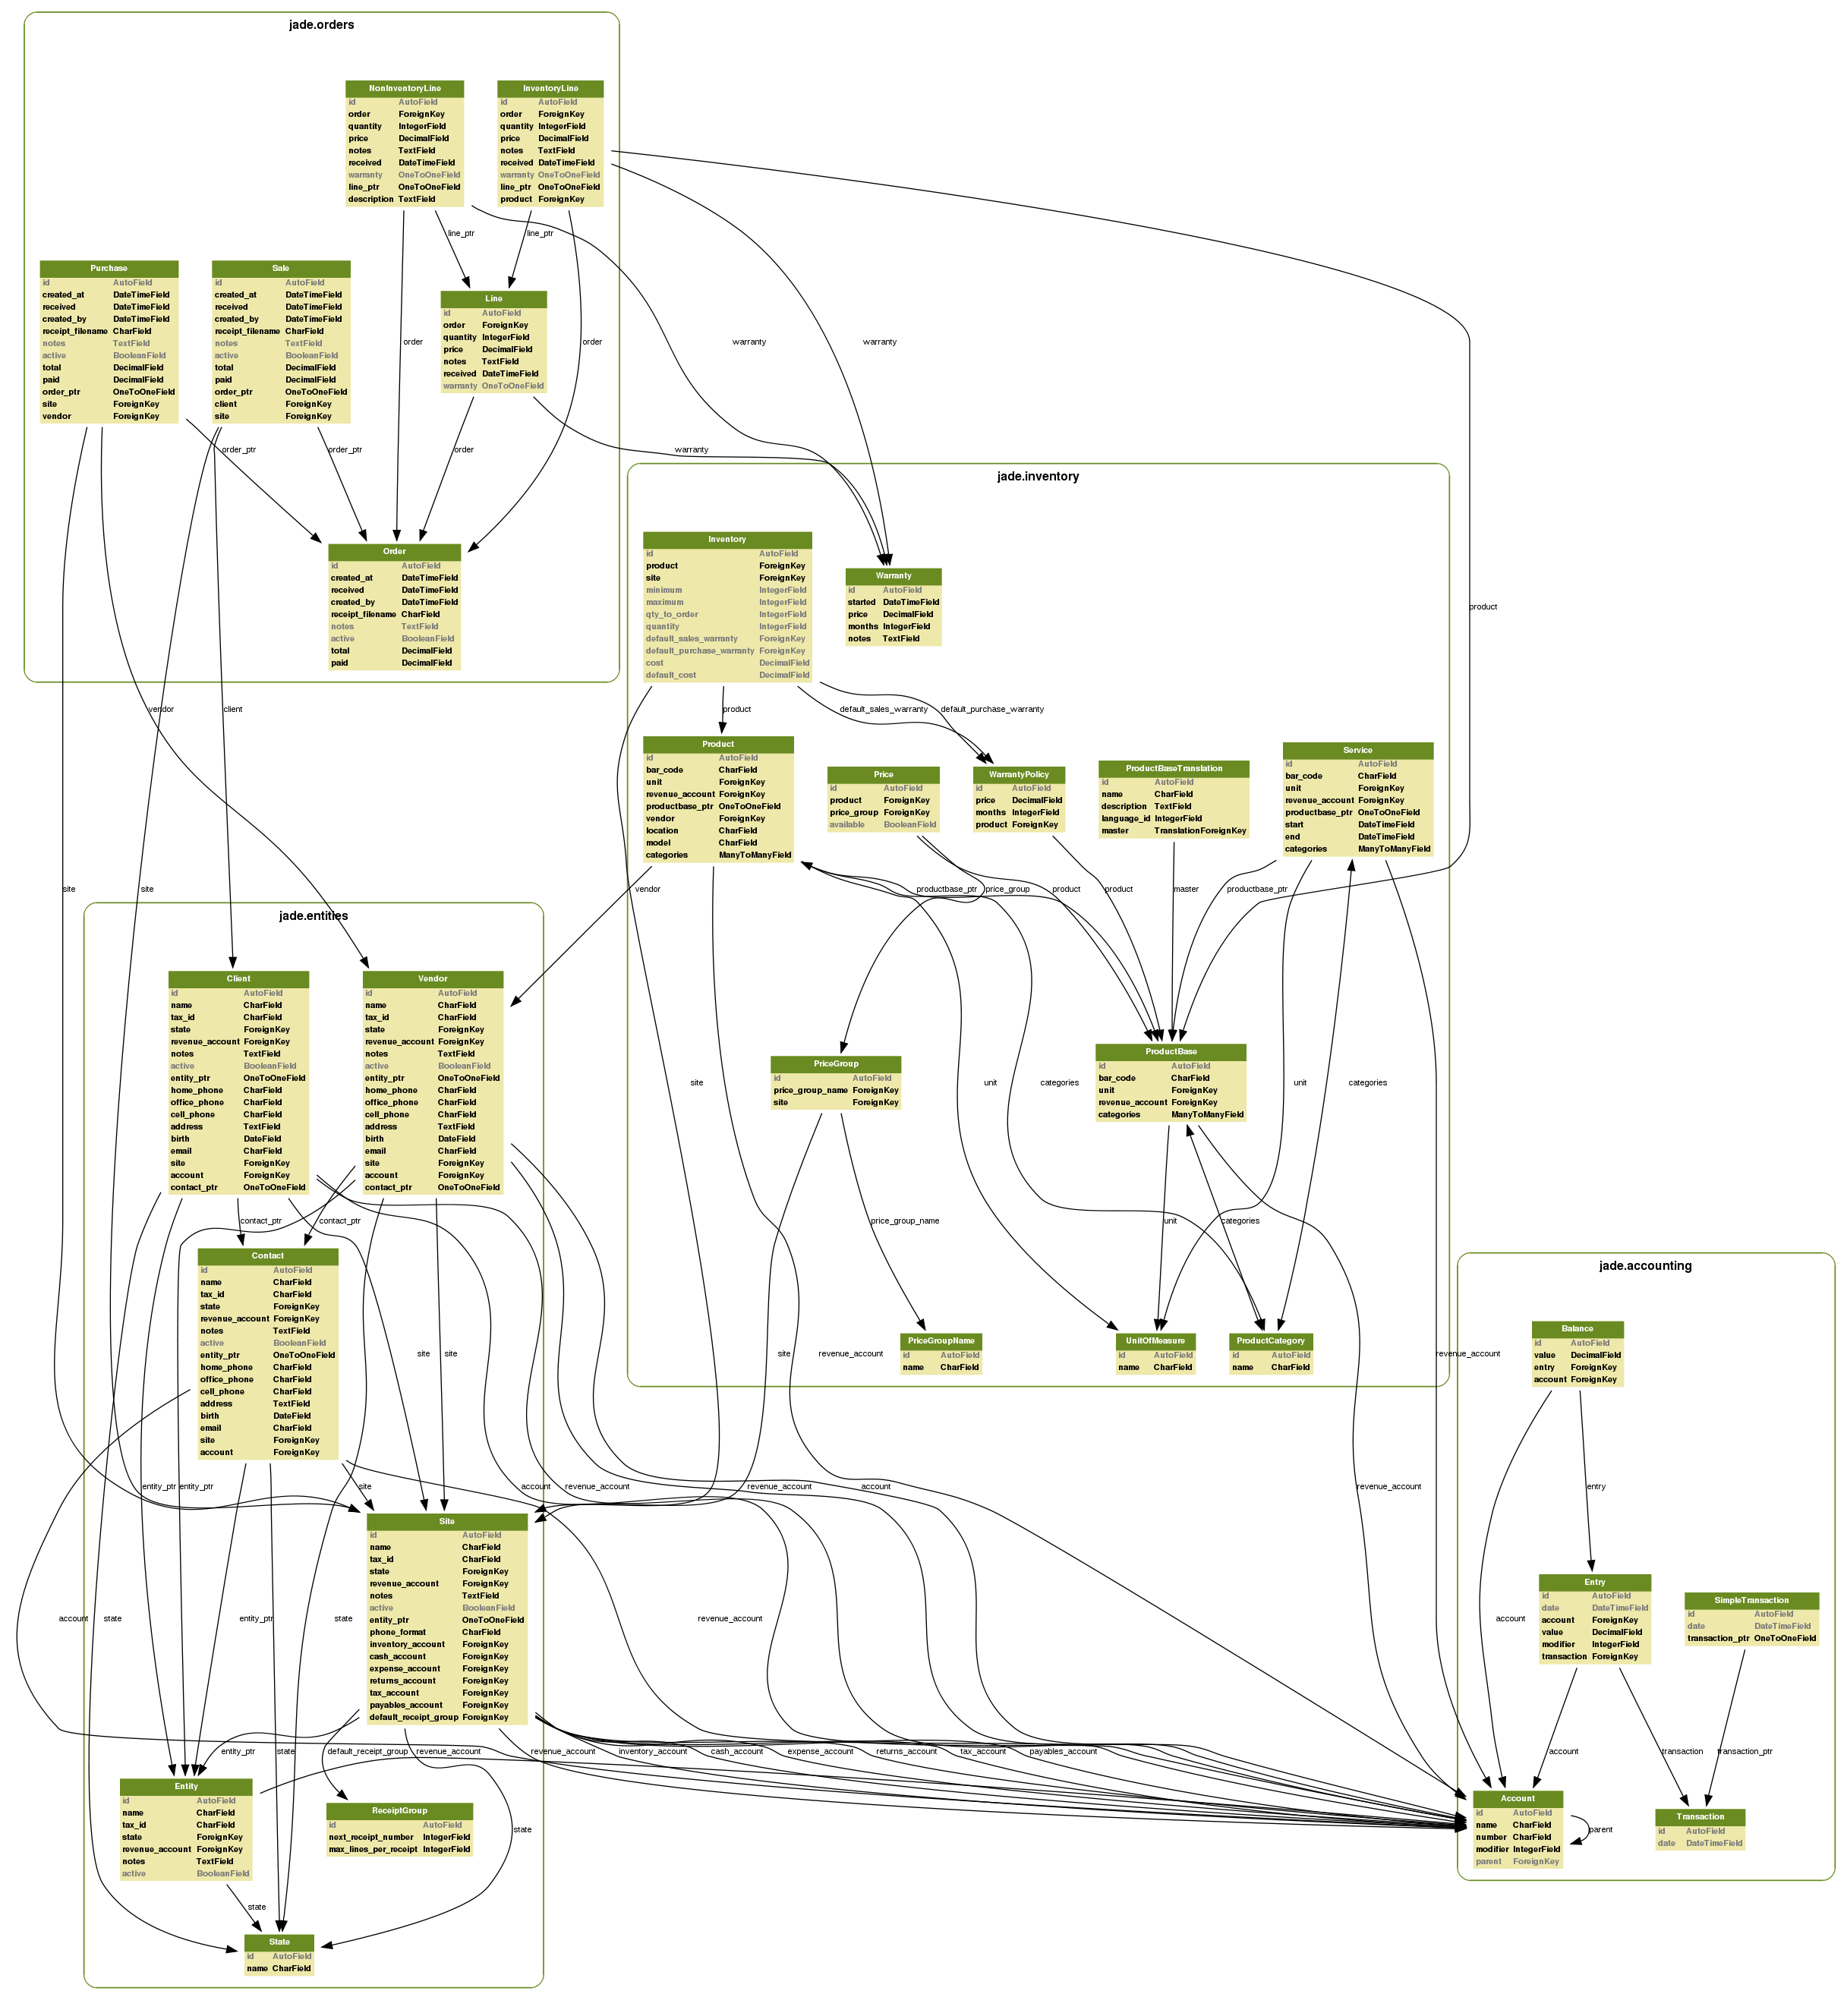 jade.orders
NonInventoryLine
id AutoField
order ForeignKey
quantity IntegerField
price DecimalField
notes TextField
received DateTimeField
warranty OneToOneField
line_ptr OneToOneField
description TextField
InventoryLine
id AutoField
order ForeignKey
quantity IntegerField
price DecimalField
notes TextField
received DateTimeField
warranty OneToOneField
line_ptr OneToOneField
product ForeignKey
line_ptr
line_ptr
Purchase
id AutoField
created_at DateTimeField
received DateTimeField
created_by DateTimeField
receipt_filename CharField
notes TextField
active BooleanField
total DecimalField
paid DecimalField
order_ptr OneToOneField
site ForeignKey
vendor ForeignKey
Sale
id AutoField
created_at DateTimeField
received DateTimeField
created_by DateTimeField
receipt_filename CharField
notes TextField
active BooleanField
total DecimalField
paid DecimalField
order_ptr OneToOneField
client ForeignKey
site ForeignKey
Line
id AutoField
order ForeignKey
quantity IntegerField
price DecimalField
notes TextField
received DateTimeField
warranty OneToOneField
order
order
warranty
warranty
order_ptr
order_ptr
order
warranty
Order
id AutoField
created_at DateTimeField
received DateTimeField
created_by DateTimeField
receipt_filename CharField
notes TextField
active BooleanField
total DecimalField
paid DecimalField
jade.inventory
Inventory
id AutoField
product ForeignKey
site ForeignKey
minimum IntegerField
maximum IntegerField
qty_to_order IntegerField
quantity IntegerField
default_sales_warranty ForeignKey
default_purchase_warranty ForeignKey
cost DecimalField
default_cost DecimalField
Warranty
id AutoField
started DateTimeField
price DecimalField
months IntegerField
notes TextField
product
vendor
site
client
product
default_sales_warranty
default_purchase_warranty
Product
id AutoField
bar_code CharField
unit ForeignKey
revenue_account ForeignKey
productbase_ptr OneToOneField
vendor ForeignKey
location CharField
model CharField
categories ManyToManyField
Price
id AutoField
product ForeignKey
price_group ForeignKey
available BooleanField
WarrantyPolicy
id AutoField
price DecimalField
months IntegerField
product ForeignKey
ProductBaseTranslation
id AutoField
name CharField
description TextField
language_id IntegerField
master TranslationForeignKey
Service
id AutoField
bar_code CharField
unit ForeignKey
revenue_account ForeignKey
productbase_ptr OneToOneField
start DateTimeField
end DateTimeField
categories ManyToManyField
site
site
vendor
productbase_ptr
price_group
product
product
master
productbase_ptr
jade.entities
Client
id AutoField
name CharField
tax_id CharField
state ForeignKey
revenue_account ForeignKey
notes TextField
active BooleanField
entity_ptr OneToOneField
home_phone CharField
office_phone CharField
cell_phone CharField
address TextField
birth DateField
email CharField
site ForeignKey
account ForeignKey
contact_ptr OneToOneField
Vendor
id AutoField
name CharField
tax_id CharField
state ForeignKey
revenue_account ForeignKey
notes TextField
active BooleanField
entity_ptr OneToOneField
home_phone CharField
office_phone CharField
cell_phone CharField
address TextField
birth DateField
email CharField
site ForeignKey
account ForeignKey
contact_ptr OneToOneField
PriceGroup
id AutoField
price_group_name ForeignKey
site ForeignKey
ProductBase
id AutoField
bar_code CharField
unit ForeignKey
revenue_account ForeignKey
categories ManyToManyField
site
unit
categories
unit
categories
contact_ptr
contact_ptr
price_group_name
unit
categories
Contact
id AutoField
name CharField
tax_id CharField
state ForeignKey
revenue_account ForeignKey
notes TextField
active BooleanField
entity_ptr OneToOneField
home_phone CharField
office_phone CharField
cell_phone CharField
address TextField
birth DateField
email CharField
site ForeignKey
account ForeignKey
site
site
site
revenue_account
PriceGroupName
id AutoField
name CharField
UnitOfMeasure
id AutoField
name CharField
ProductCategory
id AutoField
name CharField
revenue_account
jade.accounting
Balance
id AutoField
value DecimalField
entry ForeignKey
account ForeignKey
entity_ptr
entity_ptr
site
account
revenue_account
revenue_account
account
revenue_account
entry
Site
id AutoField
name CharField
tax_id CharField
state ForeignKey
revenue_account ForeignKey
notes TextField
active BooleanField
entity_ptr OneToOneField
phone_format CharField
inventory_account ForeignKey
cash_account ForeignKey
expense_account ForeignKey
returns_account ForeignKey
tax_account ForeignKey
payables_account ForeignKey
default_receipt_group ForeignKey
Entry
id AutoField
date DateTimeField
account ForeignKey
value DecimalField
modifier IntegerField
transaction ForeignKey
SimpleTransaction
id AutoField
date DateTimeField
transaction_ptr OneToOneField
account
state
entity_ptr
state
revenue_account
account
entity_ptr
state
default_receipt_group
revenue_account
revenue_account
inventory_account
cash_account
expense_account
returns_account
tax_account
payables_account
account
transaction
transaction_ptr
Entity
id AutoField
name CharField
tax_id CharField
state ForeignKey
revenue_account ForeignKey
notes TextField
active BooleanField
ReceiptGroup
id AutoField
next_receipt_number IntegerField
max_lines_per_receipt IntegerField
state
Account
id AutoField
name CharField
number CharField
modifier IntegerField
parent ForeignKey
parent
Transaction
id AutoField
date DateTimeField
state
State
id AutoField
name CharField